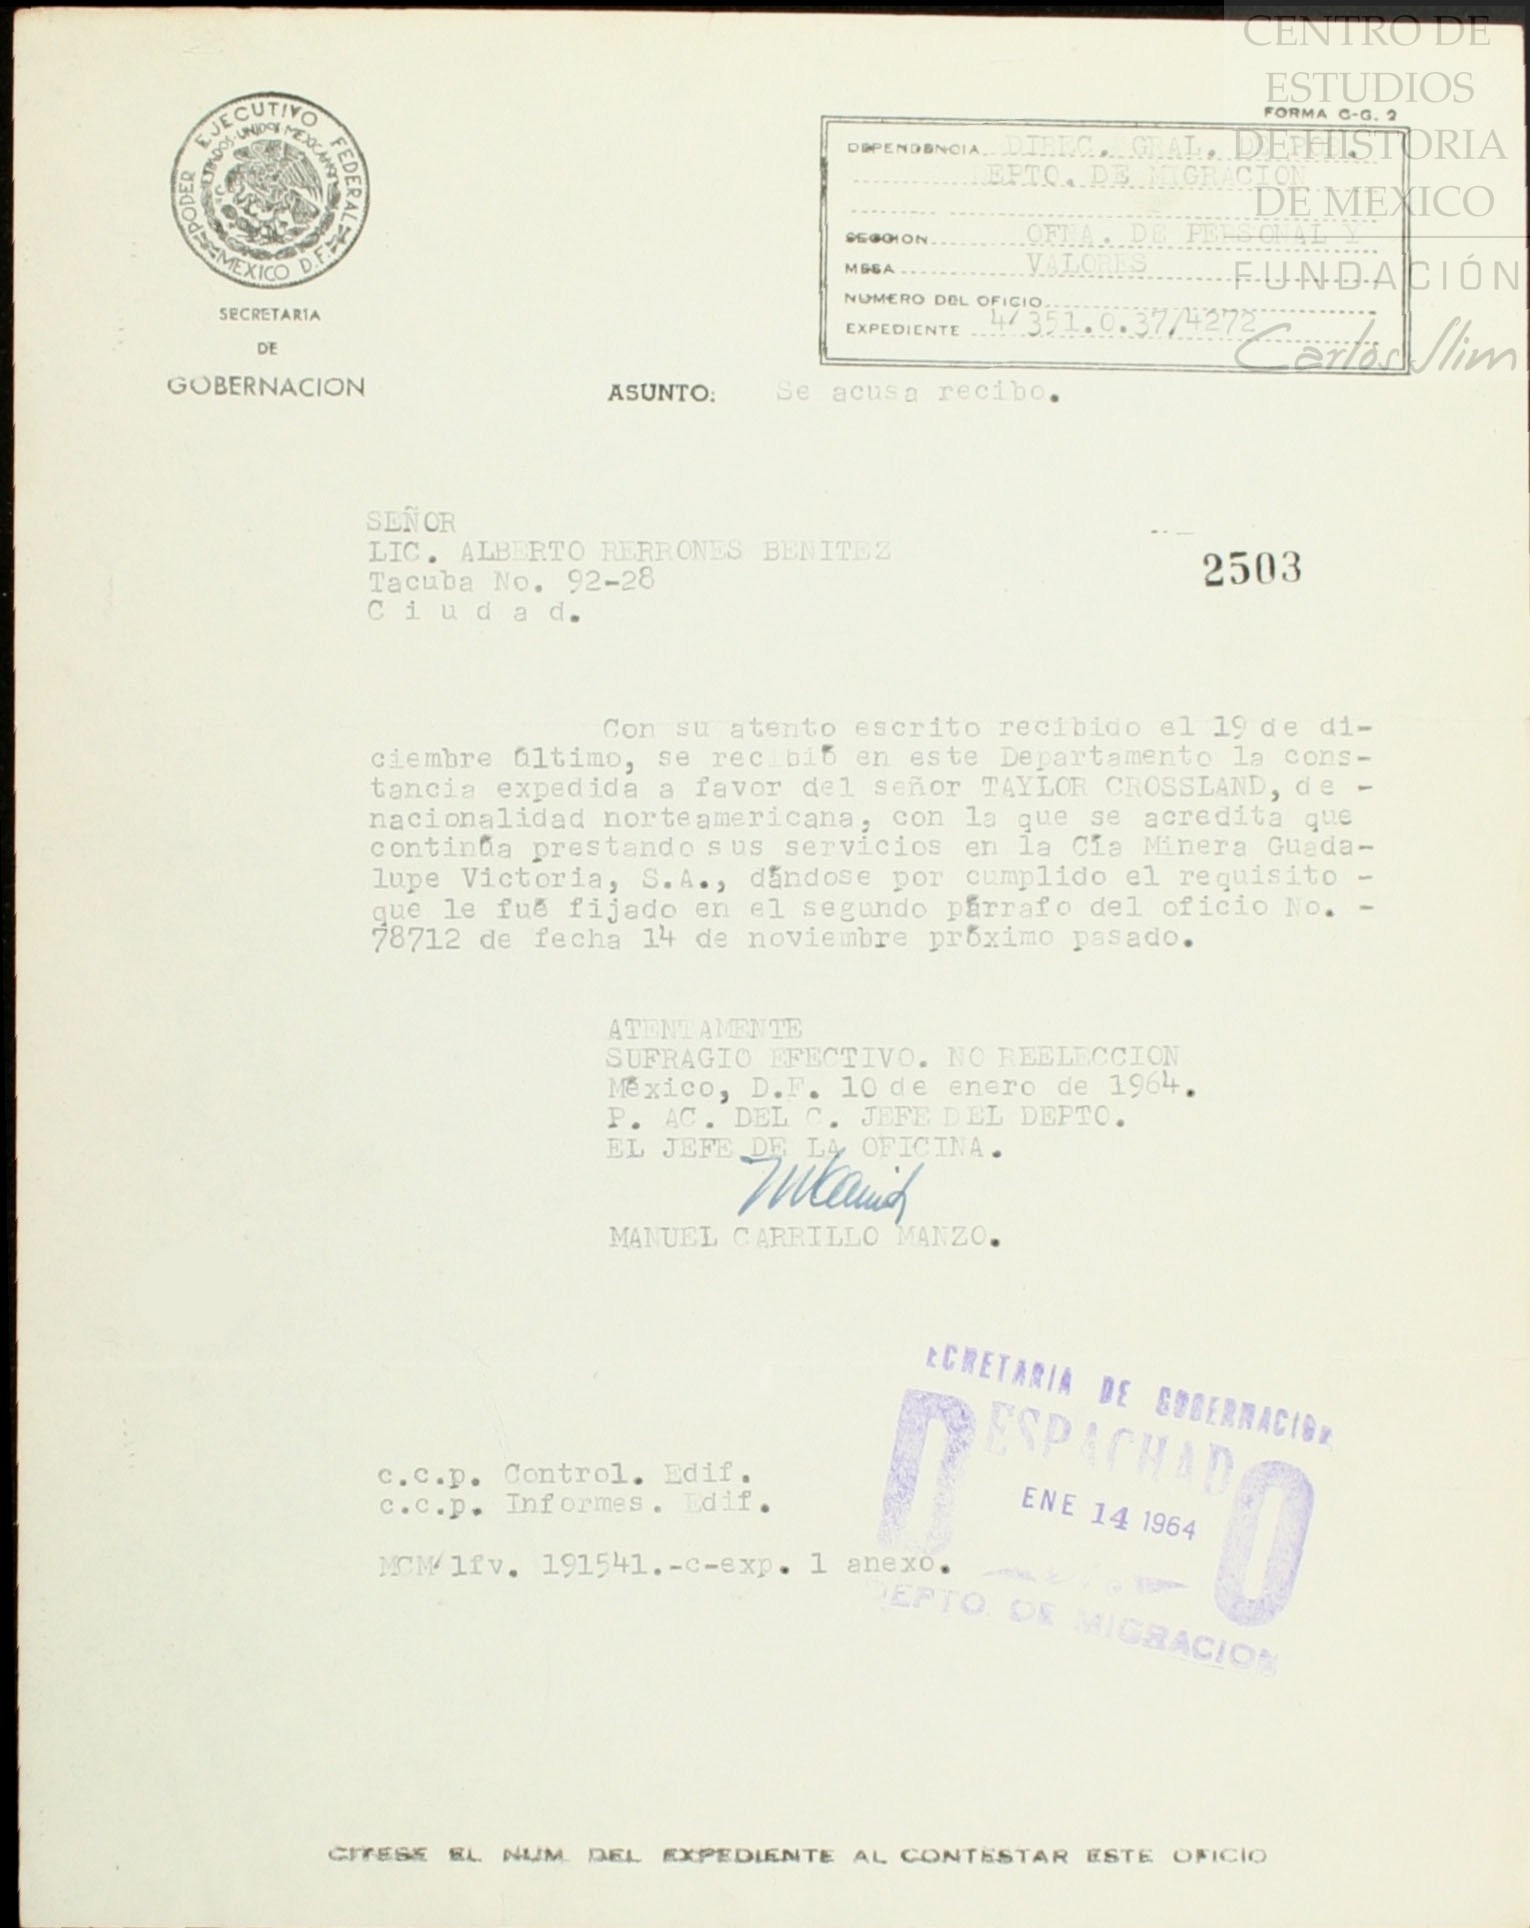 CENTRO DE
ESTUDIOS
DE HISTORIA
DE MEXICO
FUNDACIÓN
Carlos Slim
PODER EJECUTIVO FEDERAL
ESTADOS UNIDOS MEXICANOS
MEXICO D.F.
SECRETARIA
DE
GOBERNACION
FORMA C-G. 2
DEPENDENCIA DIREC. GRAL. DE POB.
DEPTO. DE MIGRACION
SECCION OFNA. DE PERSONAL Y
MESA VALORES
NUMERO DEL OFICIO
EXPEDIENTE 4/351.0.37/4272
ASUNTO: Se acusa recibo.
SEÑOR
LIC. ALBERTO RERRONES BENITEZ
Tacuba No. 92-28
C i u d a d.
2503
Con su atento escrito recibido el 19 de di-
ciembre último, se recibió en este Departamento la cons-
tancia expedida a favor del señor TAYLOR CROSSLAND, de -
nacionalidad norteamericana, con la que se acredita que
continúa prestando sus servicios en la Cía Minera Guada-
lupe Victoria, S.A., dándose por cumplido el requisito -
que le fué fijado en el segundo párrafo del oficio No. -
78712 de fecha 14 de noviembre próximo pasado.
ATENTAMENTE
SUFRAGIO EFECTIVO. NO REELECCION
México, D.F. 10 de enero de 1964.
P. AC. DEL C. JEFE DEL DEPTO.
EL JEFE DE LA OFICINA.
MANUEL CARRILLO MANZO.
ECRETARIA DE GOBERNACION
DESPACHADO
ENE 14 1964
DEPTO. DE MIGRACION
c.c.p. Control. Edif.
c.c.p. Informes. Edif.
MCM/lfv. 191541.-c-exp. 1 anexo.
CITESE EL NUM DEL EXPEDIENTE AL CONTESTAR ESTE OFICIO